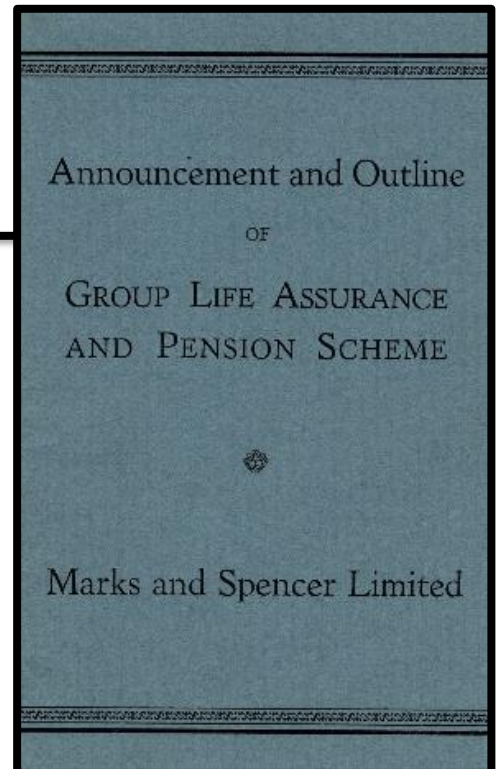 Announcement and Outline
OF
GROUP LIFE ASSURANCE
AND PENSION SCHEME
Marks and Spencer Limited